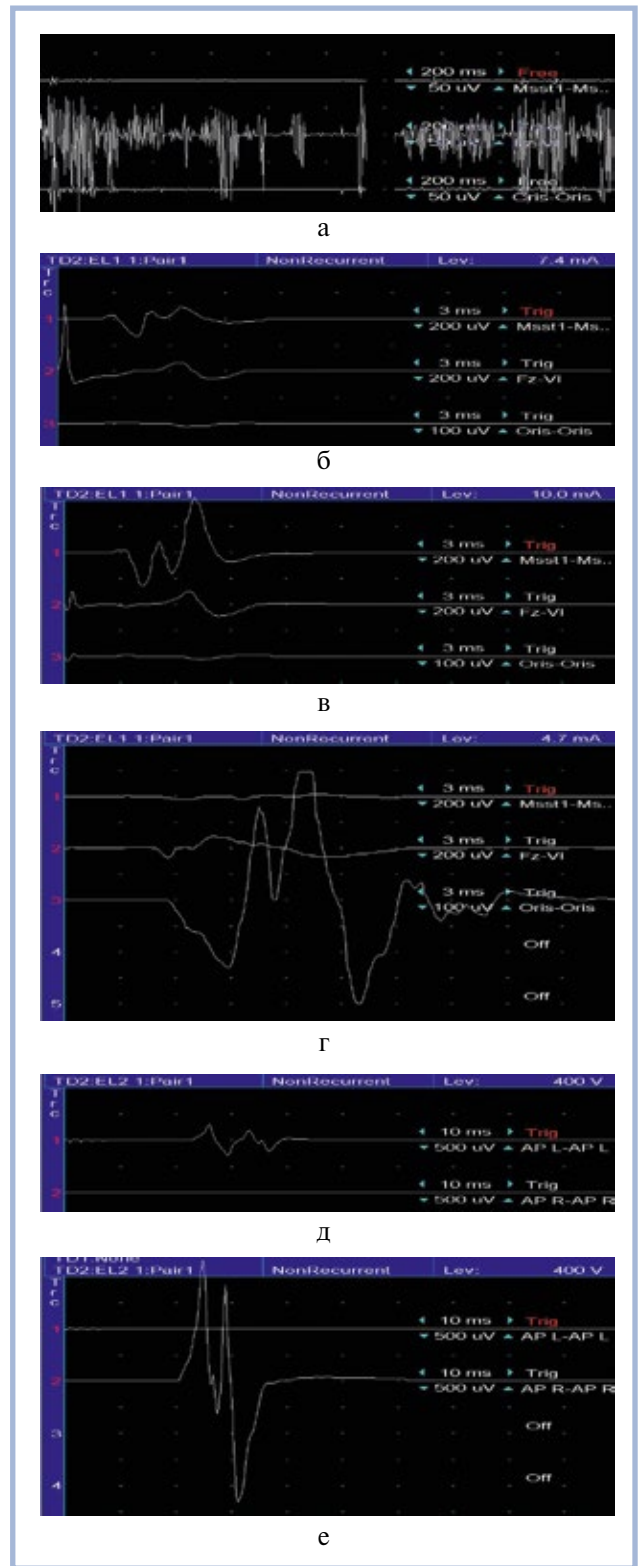 200 ms Free
50 uV Msst1-Ms..
200 ms Free
200 ms Free
50 uV Oris-Oris
а
TD2:EL1 1:Pair1 NonRecurrent Lev: 7.4 mA
Trc
1 3 ms Trig
200 uV Msst1-Ms..
2 3 ms Trig
200 uV Fz-VI
3 3 ms Trig
100 uV Oris-Oris
б
TD2:EL1 1:Pair1 NonRecurrent Lev: 10.0 mA
Trc
1 3 ms Trig
200 uV Msst1-Ms..
2 3 ms Trig
200 uV Fz-VI
3 3 ms Trig
100 uV Oris-Oris
в
TD2:EL1 1:Pair1 NonRecurrent Lev: 4.7 mA
Trc
1 3 ms Trig
200 uV Msst1-Ms..
2 3 ms Trig
200 uV Fz-VI
3 3 ms Trig
100 uV Oris-Oris
4 Off
5 Off
г
TD2:EL2 1:Pair1 NonRecurrent Lev: 400 V
Trc
1 10 ms Trig
500 uV AP L-AP L
2 10 ms Trig
500 uV AP R-AP R
д
TD1:None
TD2:EL2 1:Pair1 NonRecurrent Lev: 400 V
Trc
1 10 ms Trig
500 uV AP L-AP L
2 10 ms Trig
500 uV AP R-AP R
3 Off
4 Off
е